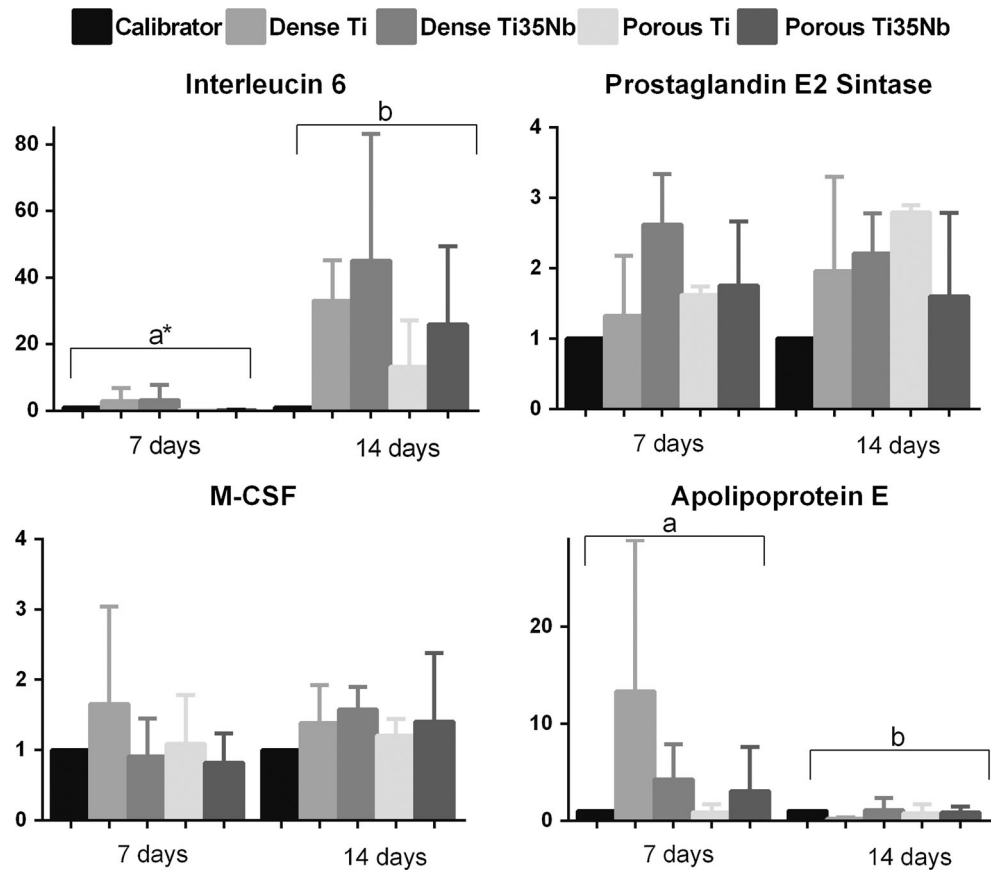 Calibrator Dense Ti Dense Ti35Nb Porous Ti Porous Ti35Nb
Interleucin 6
80
60
40
20
0
a*
b
7 days
14 days
Prostaglandin E2 Sintase
4
3
2
1
0
7 days
14 days
M-CSF
4
3
2
1
0
7 days
14 days
Apolipoprotein E
20
10
0
a
b
7 days
14 days